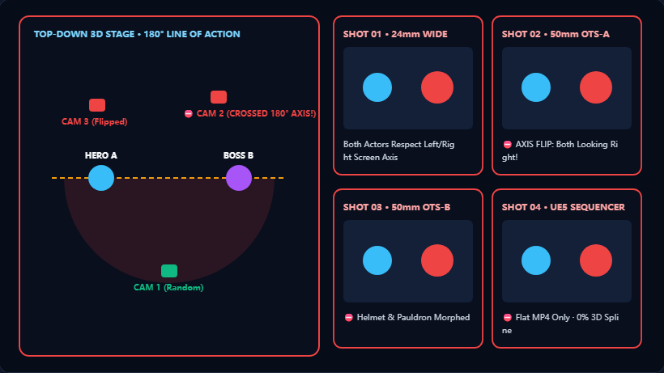 TOP-DOWN 3D STAGE • 180° LINE OF ACTION
CAM 3 (Flipped)
⛔ CAM 2 (CROSSED 180° AXIS!)
HERO A
BOSS B
CAM 1 (Random)
SHOT 01 • 24mm WIDE
Both Actors Respect Left/Rig
ht Screen Axis
SHOT 02 • 50mm OTS-A
⛔ AXIS FLIP: Both Looking Ri
ght!
SHOT 03 • 50mm OTS-B
⛔ Helmet & Pauldron Morphed
SHOT 04 • UE5 SEQUENCER
⛔ Flat MP4 Only · 0% 3D Spli
ne